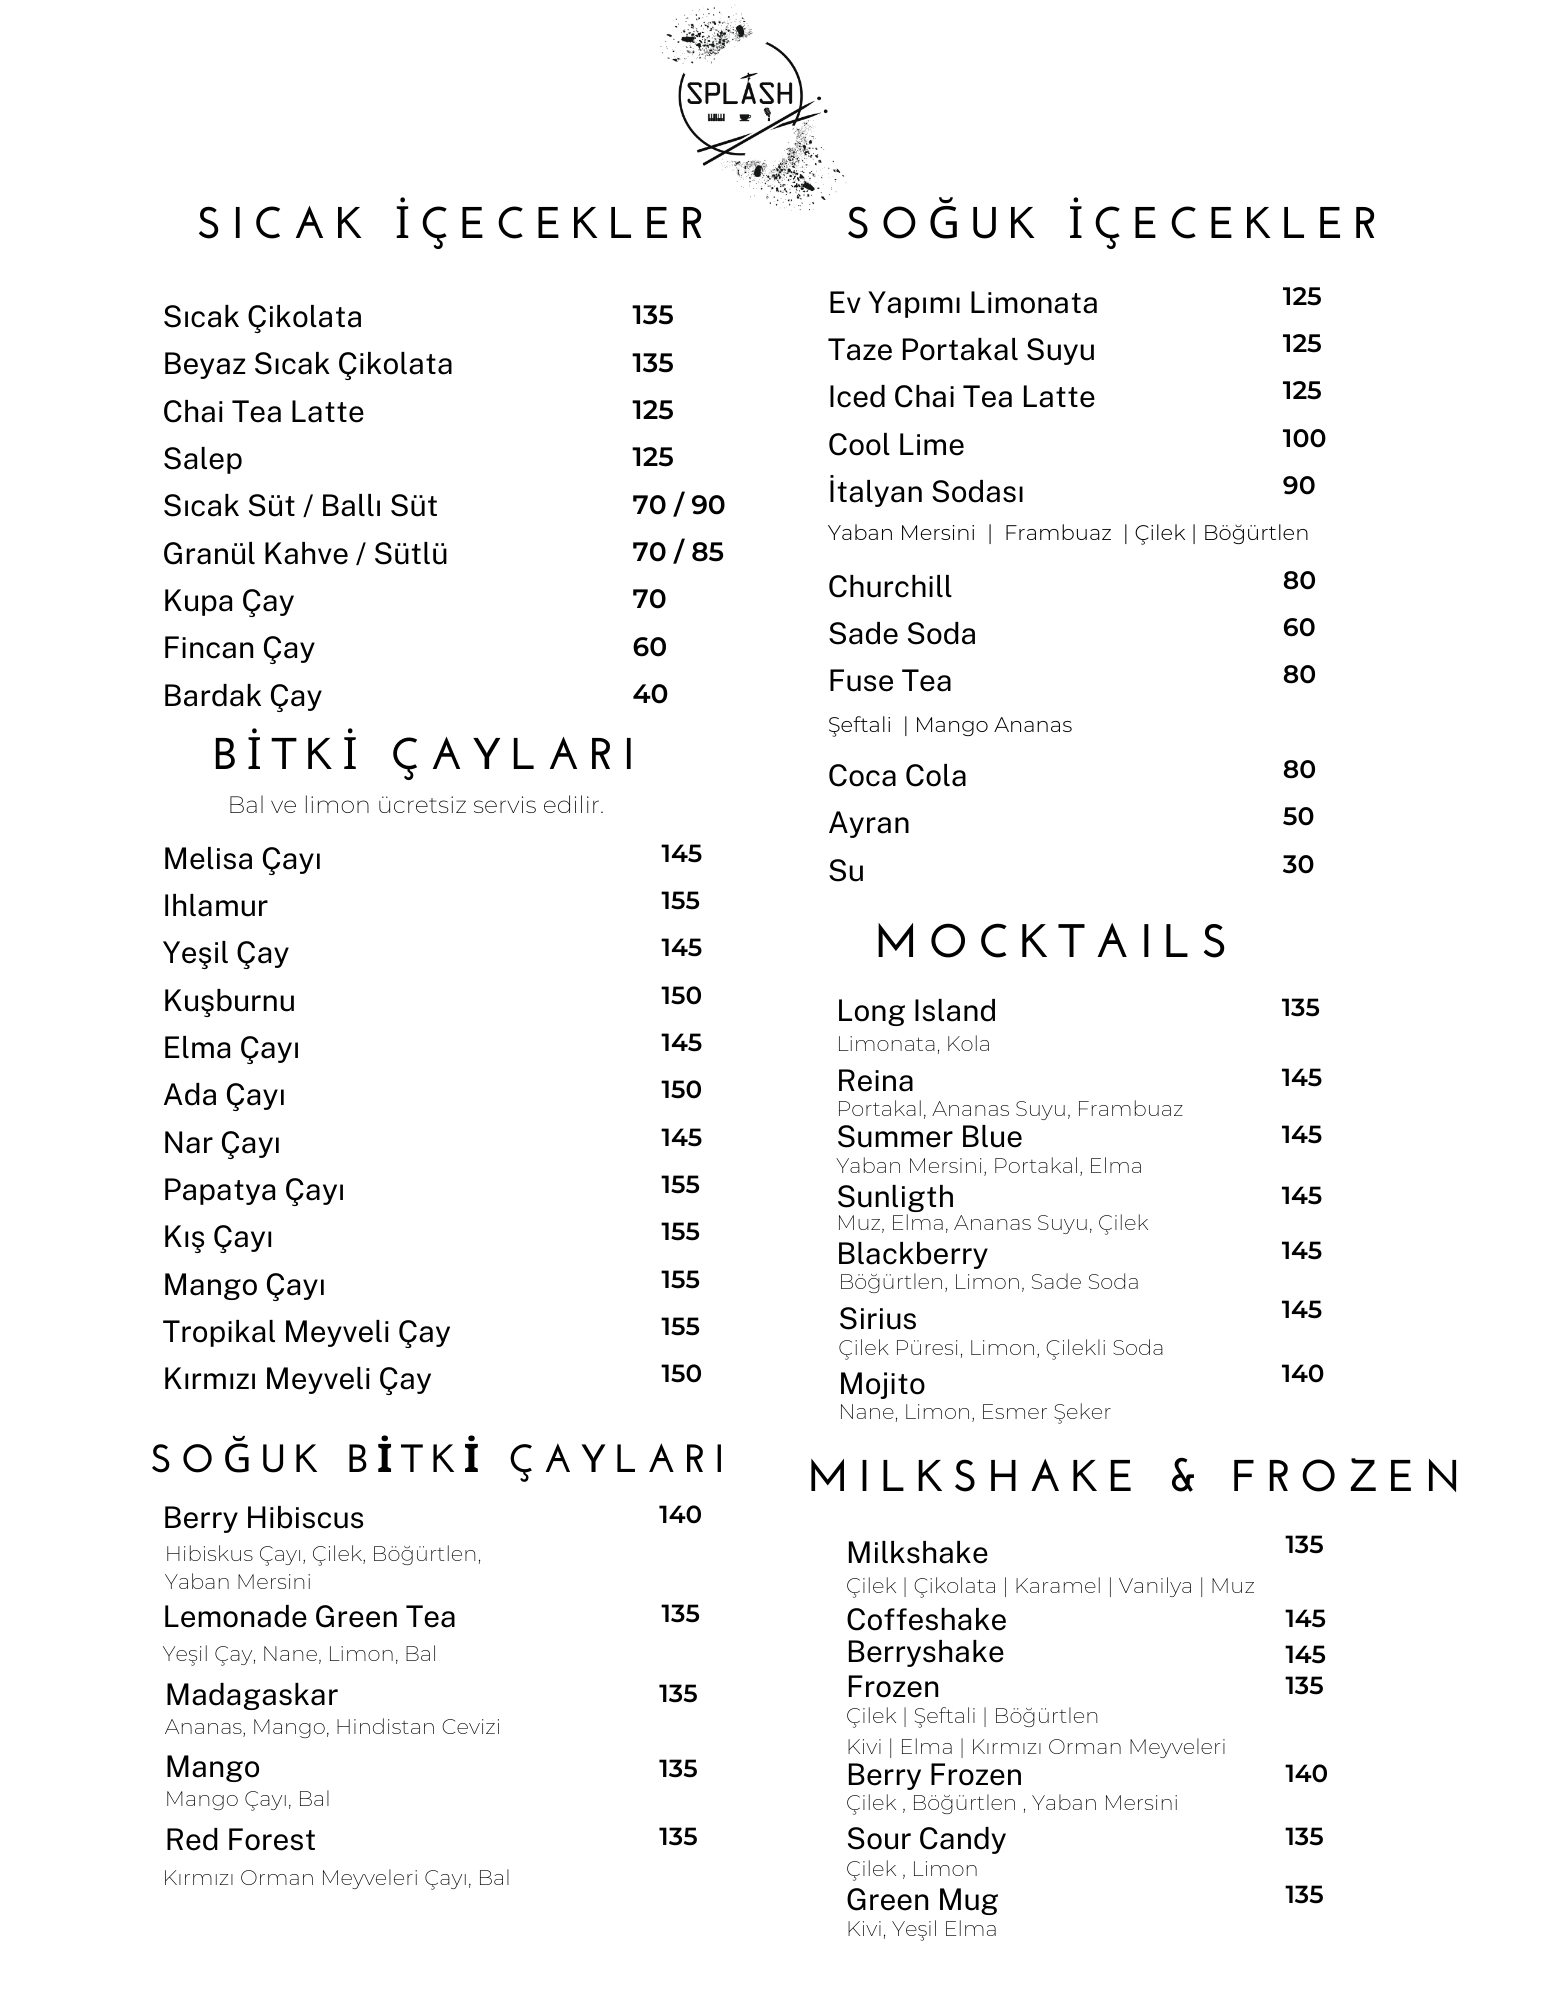 SPLASH
SICAK İÇECEKLER
Sıcak Çikolata 135
Beyaz Sıcak Çikolata 135
Chai Tea Latte 125
Salep 125
Sıcak Süt / Ballı Süt 70 / 90
Granül Kahve / Sütlü 70 / 85
Kupa Çay 70
Fincan Çay 60
Bardak Çay 40
BİTKİ ÇAYLARI
Bal ve limon ücretsiz servis edilir.
Melisa Çayı 145
Ihlamur 155
Yeşil Çay 145
Kuşburnu 150
Elma Çayı 145
Ada Çayı 150
Nar Çayı 145
Papatya Çayı 155
Kış Çayı 155
Mango Çayı 155
Tropikal Meyveli Çay 155
Kırmızı Meyveli Çay 150
SOĞUK BİTKİ ÇAYLARI
Berry Hibiscus 140
Hibiskus Çayı, Çilek, Böğürtlen,
Yaban Mersini
Lemonade Green Tea 135
Yeşil Çay, Nane, Limon, Bal
Madagaskar 135
Ananas, Mango, Hindistan Cevizi
Mango 135
Mango Çayı, Bal
Red Forest 135
Kırmızı Orman Meyveleri Çayı, Bal
SOĞUK İÇECEKLER
Ev Yapımı Limonata 125
Taze Portakal Suyu 125
Iced Chai Tea Latte 125
Cool Lime 100
İtalyan Sodası 90
Yaban Mersini | Frambuaz | Çilek | Böğürtlen
Churchill 80
Sade Soda 60
Fuse Tea 80
Şeftali | Mango Ananas
Coca Cola 80
Ayran 50
Su 30
MOCKTAILS
Long Island 135
Limonata, Kola
Reina 145
Portakal, Ananas Suyu, Frambuaz
Summer Blue 145
Yaban Mersini, Portakal, Elma
Sunligth 145
Muz, Elma, Ananas Suyu, Çilek
Blackberry 145
Böğürtlen, Limon, Sade Soda
Sirius 145
Çilek Püresi, Limon, Çilekli Soda
Mojito 140
Nane, Limon, Esmer Şeker
MILKSHAKE & FROZEN
Milkshake 135
Çilek | Çikolata | Karamel | Vanilya | Muz
Coffeshake 145
Berryshake 145
Frozen 135
Çilek | Şeftali | Böğürtlen
Kivi | Elma | Kırmızı Orman Meyveleri
Berry Frozen 140
Çilek , Böğürtlen , Yaban Mersini
Sour Candy 135
Çilek , Limon
Green Mug 135
Kivi, Yeşil Elma